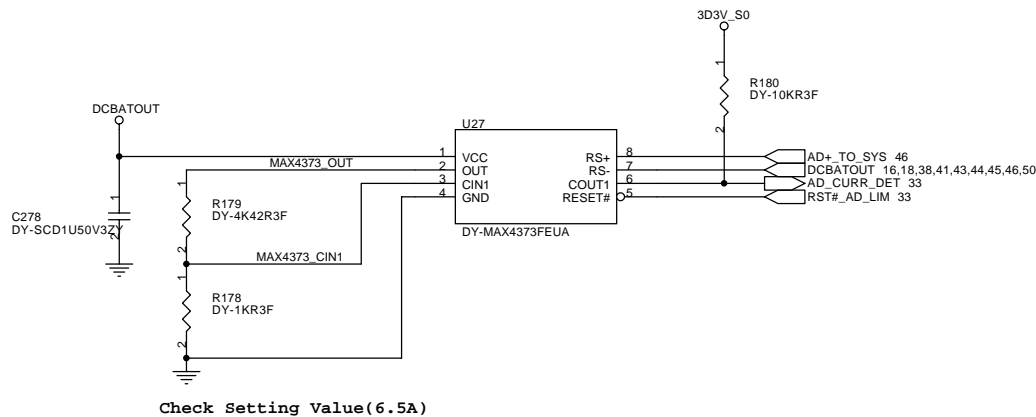 3D3V_S0
1
R180
DY-10KR3F
2
DCBATOUT
U27
1 VCC RS+ 8 AD+_TO_SYS 46
MAX4373_OUT 2 OUT RS- 7 DCBATOUT 16,18,38,41,43,44,45,46,50
3 CIN1 COUT1 6 AD_CURR_DET 33
4 GND RESET# 5 RST#_AD_LIM 33
DY-MAX4373FEUA
1
C278
DY-SCD1U50V3ZY
2
1
R179
DY-4K42R3F
2
MAX4373_CIN1
1
R178
DY-1KR3F
2
Check Setting Value(6.5A)